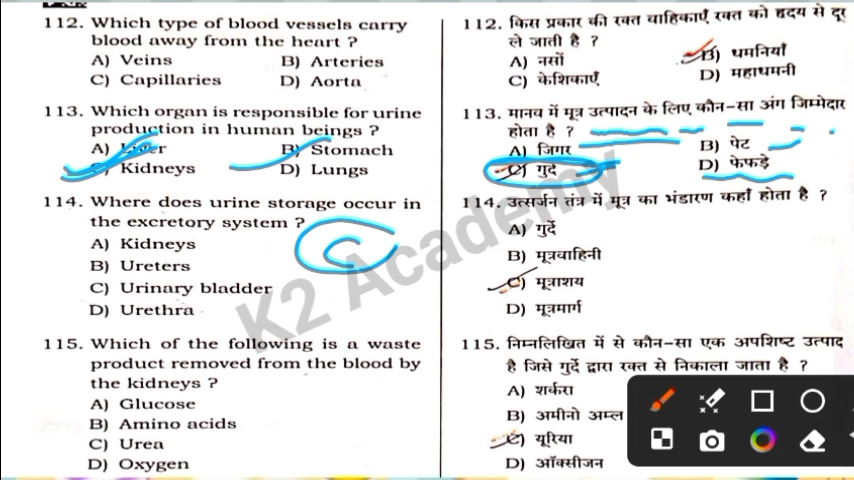 112. Which type of blood vessels carry
blood away from the heart ?
A) Veins B) Arteries
C) Capillaries D) Aorta
113. Which organ is responsible for urine
production in human beings ?
A) Liver B) Stomach
C) Kidneys D) Lungs
114. Where does urine storage occur in
the excretory system ?
A) Kidneys
B) Ureters
C) Urinary bladder
D) Urethra
C
115. Which of the following is a waste
product removed from the blood by
the kidneys ?
A) Glucose
B) Amino acids
C) Urea
D) Oxygen
112. किस प्रकार की रक्त वाहिकाएँ रक्त को हृदय से दूर
ले जाती है ?
A) नसों B) धमनियाँ
C) केशिकाएँ D) महाधमनी
113. मानव में मूत्र उत्पादन के लिए कौन-सा अंग जिम्मेदार
होता है ?
A) जिगर B) पेट
C) गुर्दे D) फेफड़े
114. उत्सर्जन तंत्र में मूत्र का भंडारण कहाँ होता है ?
A) गुर्दे
B) मूत्रवाहिनी
C) मूत्राशय
D) मूत्रमार्ग
115. निम्नलिखित में से कौन-सा एक अपशिष्ट उत्पाद
है जिसे गुर्दे द्वारा रक्त से निकाला जाता है ?
A) शर्करा
B) अमीनो अम्ल
C) यूरिया
D) ऑक्सीजन
K2 Academy